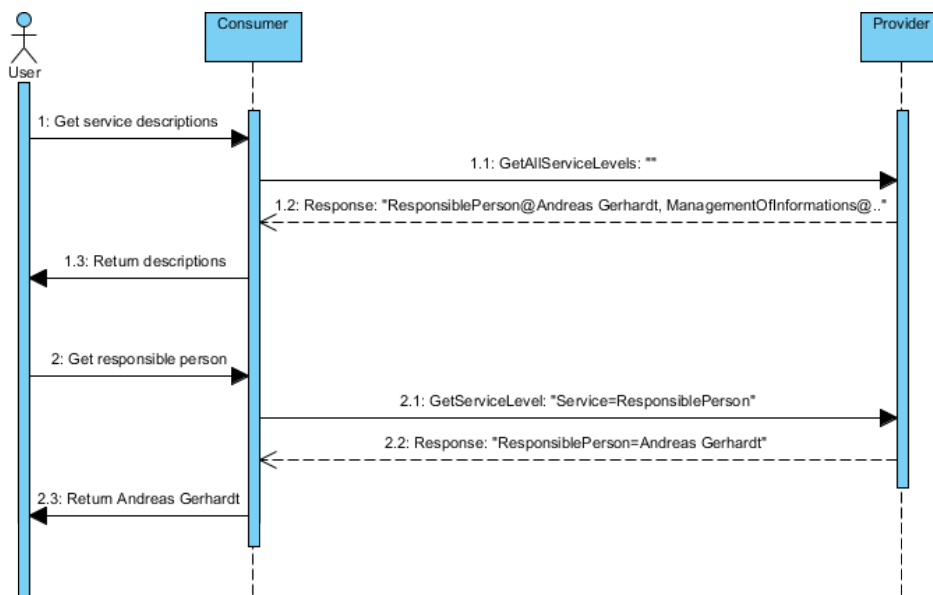 Consumer
Provider
User
1: Get service descriptions
1.1: GetAllServiceLevels: ""
1.2: Response: "ResponsiblePerson@Andreas Gerhardt, ManagementOfInformations@.."
1.3: Return descriptions
2: Get responsible person
2.1: GetServiceLevel: "Service=ResponsiblePerson"
2.2: Response: "ResponsiblePerson=Andreas Gerhardt"
2.3: Return Andreas Gerhardt